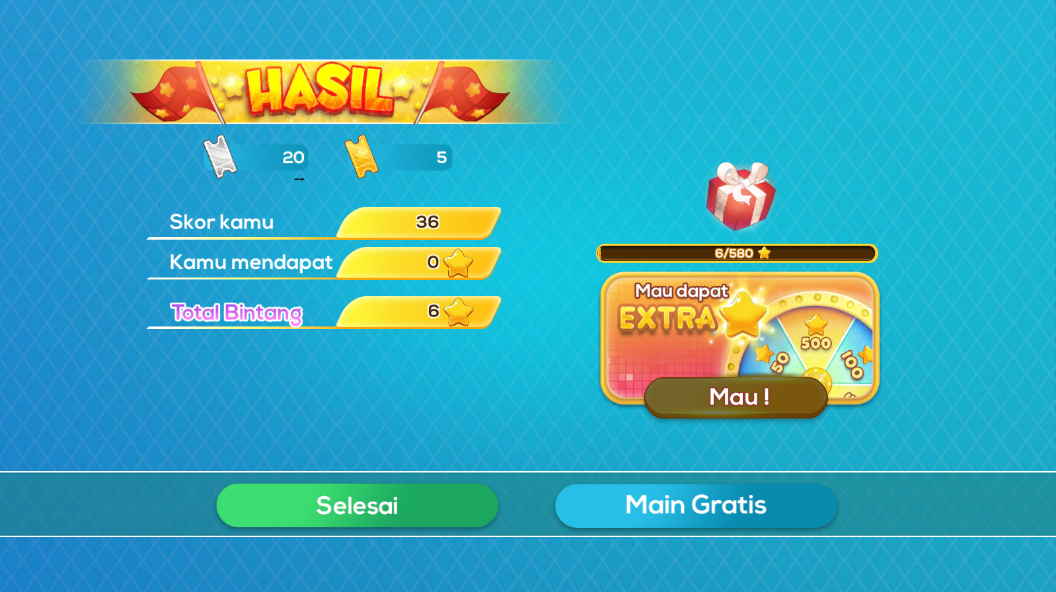 HASIL
20
5
--
Skor kamu
36
Kamu mendapat
0
Total Bintang
6
6/580
Mau dapat
EXTRA
50
500
100
Mau !
Selesai
Main Gratis